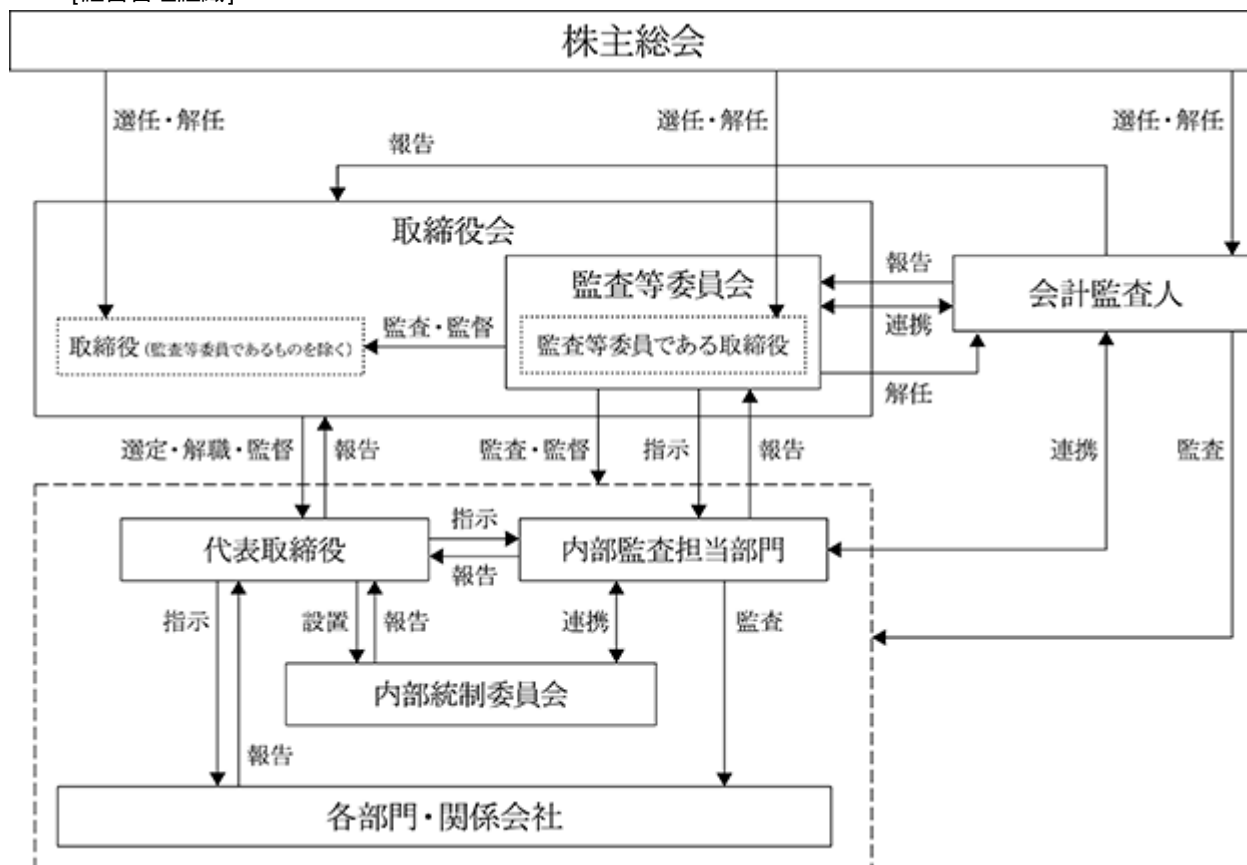 [経営管理組織]
株主総会
選任・解任
選任・解任
選任・解任
報告
取締役会
監査等委員会
報告
会計監査人
連携
監査・監督
取締役(監査等委員であるものを除く)
監査等委員である取締役
解任
選定・解職・監督
報告
監査・監督
指示
報告
連携
監査
代表取締役
指示
報告
内部監査担当部門
指示
設置
報告
連携
監査
内部統制委員会
報告
各部門・関係会社